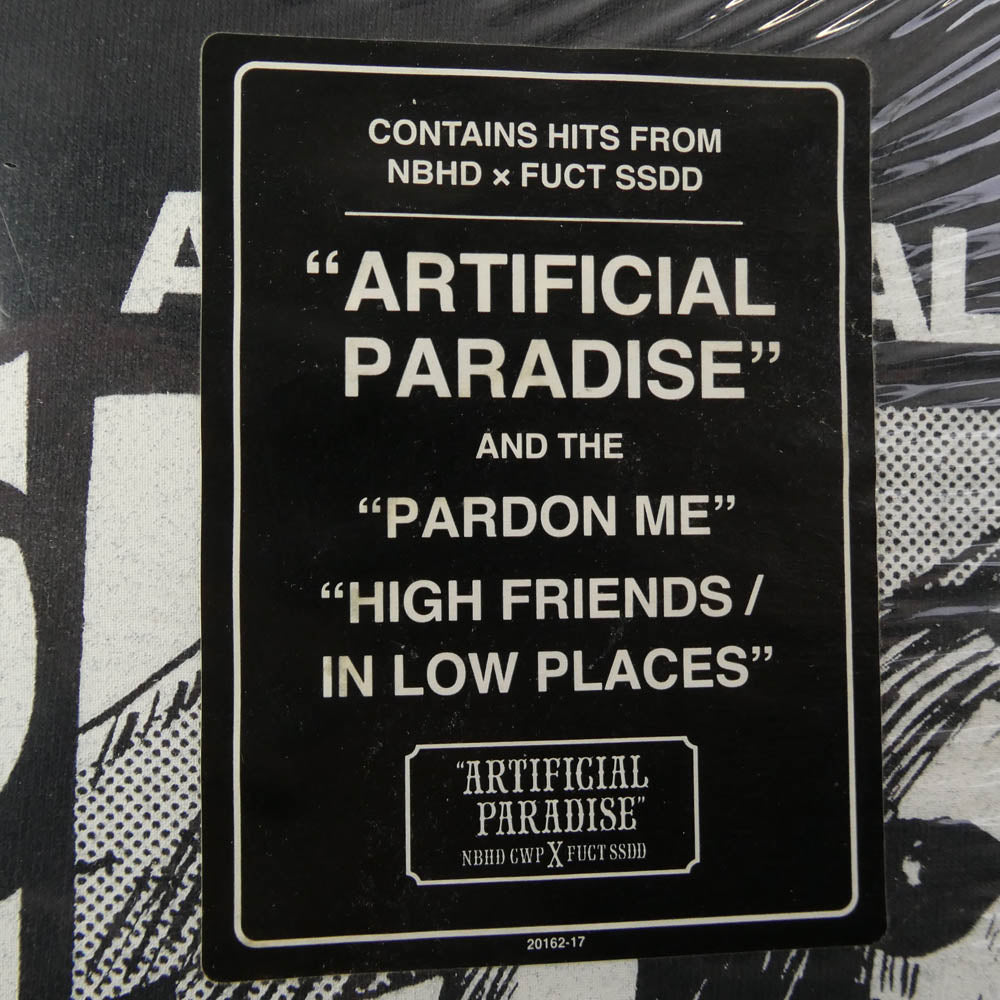 CONTAINS HITS FROM
NBHD × FUCT SSDD
“ARTIFICIAL
PARADISE”
AND THE
“PARDON ME”
“HIGH FRIENDS /
IN LOW PLACES”
“ARTIFICIAL
PARADISE”
NBHD CWP X FUCT SSDD
20162-17